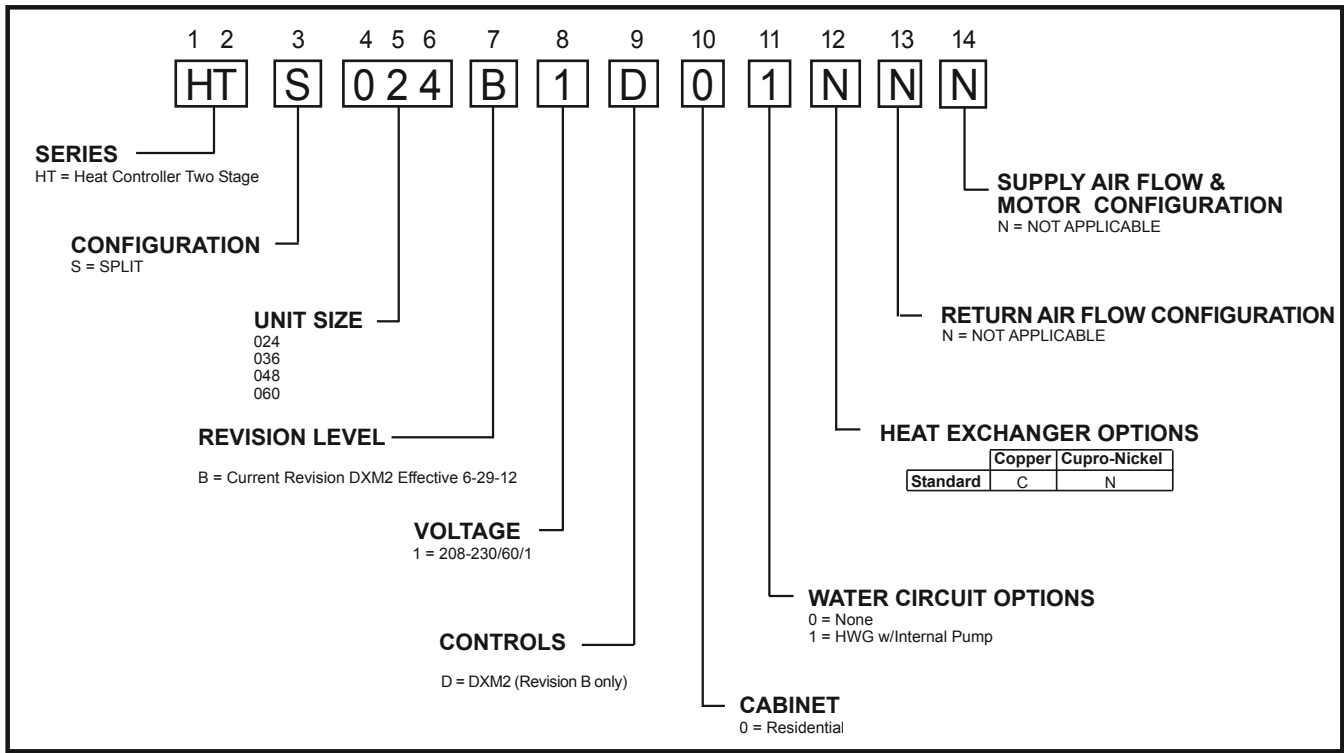 1 2 3 4 5 6 7 8 9 10 11 12 13 14
HT S 0 2 4 B 1 D 0 1 N N N
SERIES
HT = Heat Controller Two Stage
CONFIGURATION
S = SPLIT
UNIT SIZE
024
036
048
060
REVISION LEVEL
B = Current Revision DXM2 Effective 6-29-12
VOLTAGE
1 = 208-230/60/1
CONTROLS
D = DXM2 (Revision B only)
CABINET
0 = Residential
WATER CIRCUIT OPTIONS
0 = None
1 = HWG w/Internal Pump
HEAT EXCHANGER OPTIONS
Copper Cupro-Nickel
Standard C N
RETURN AIR FLOW CONFIGURATION
N = NOT APPLICABLE
SUPPLY AIR FLOW &
MOTOR CONFIGURATION
N = NOT APPLICABLE